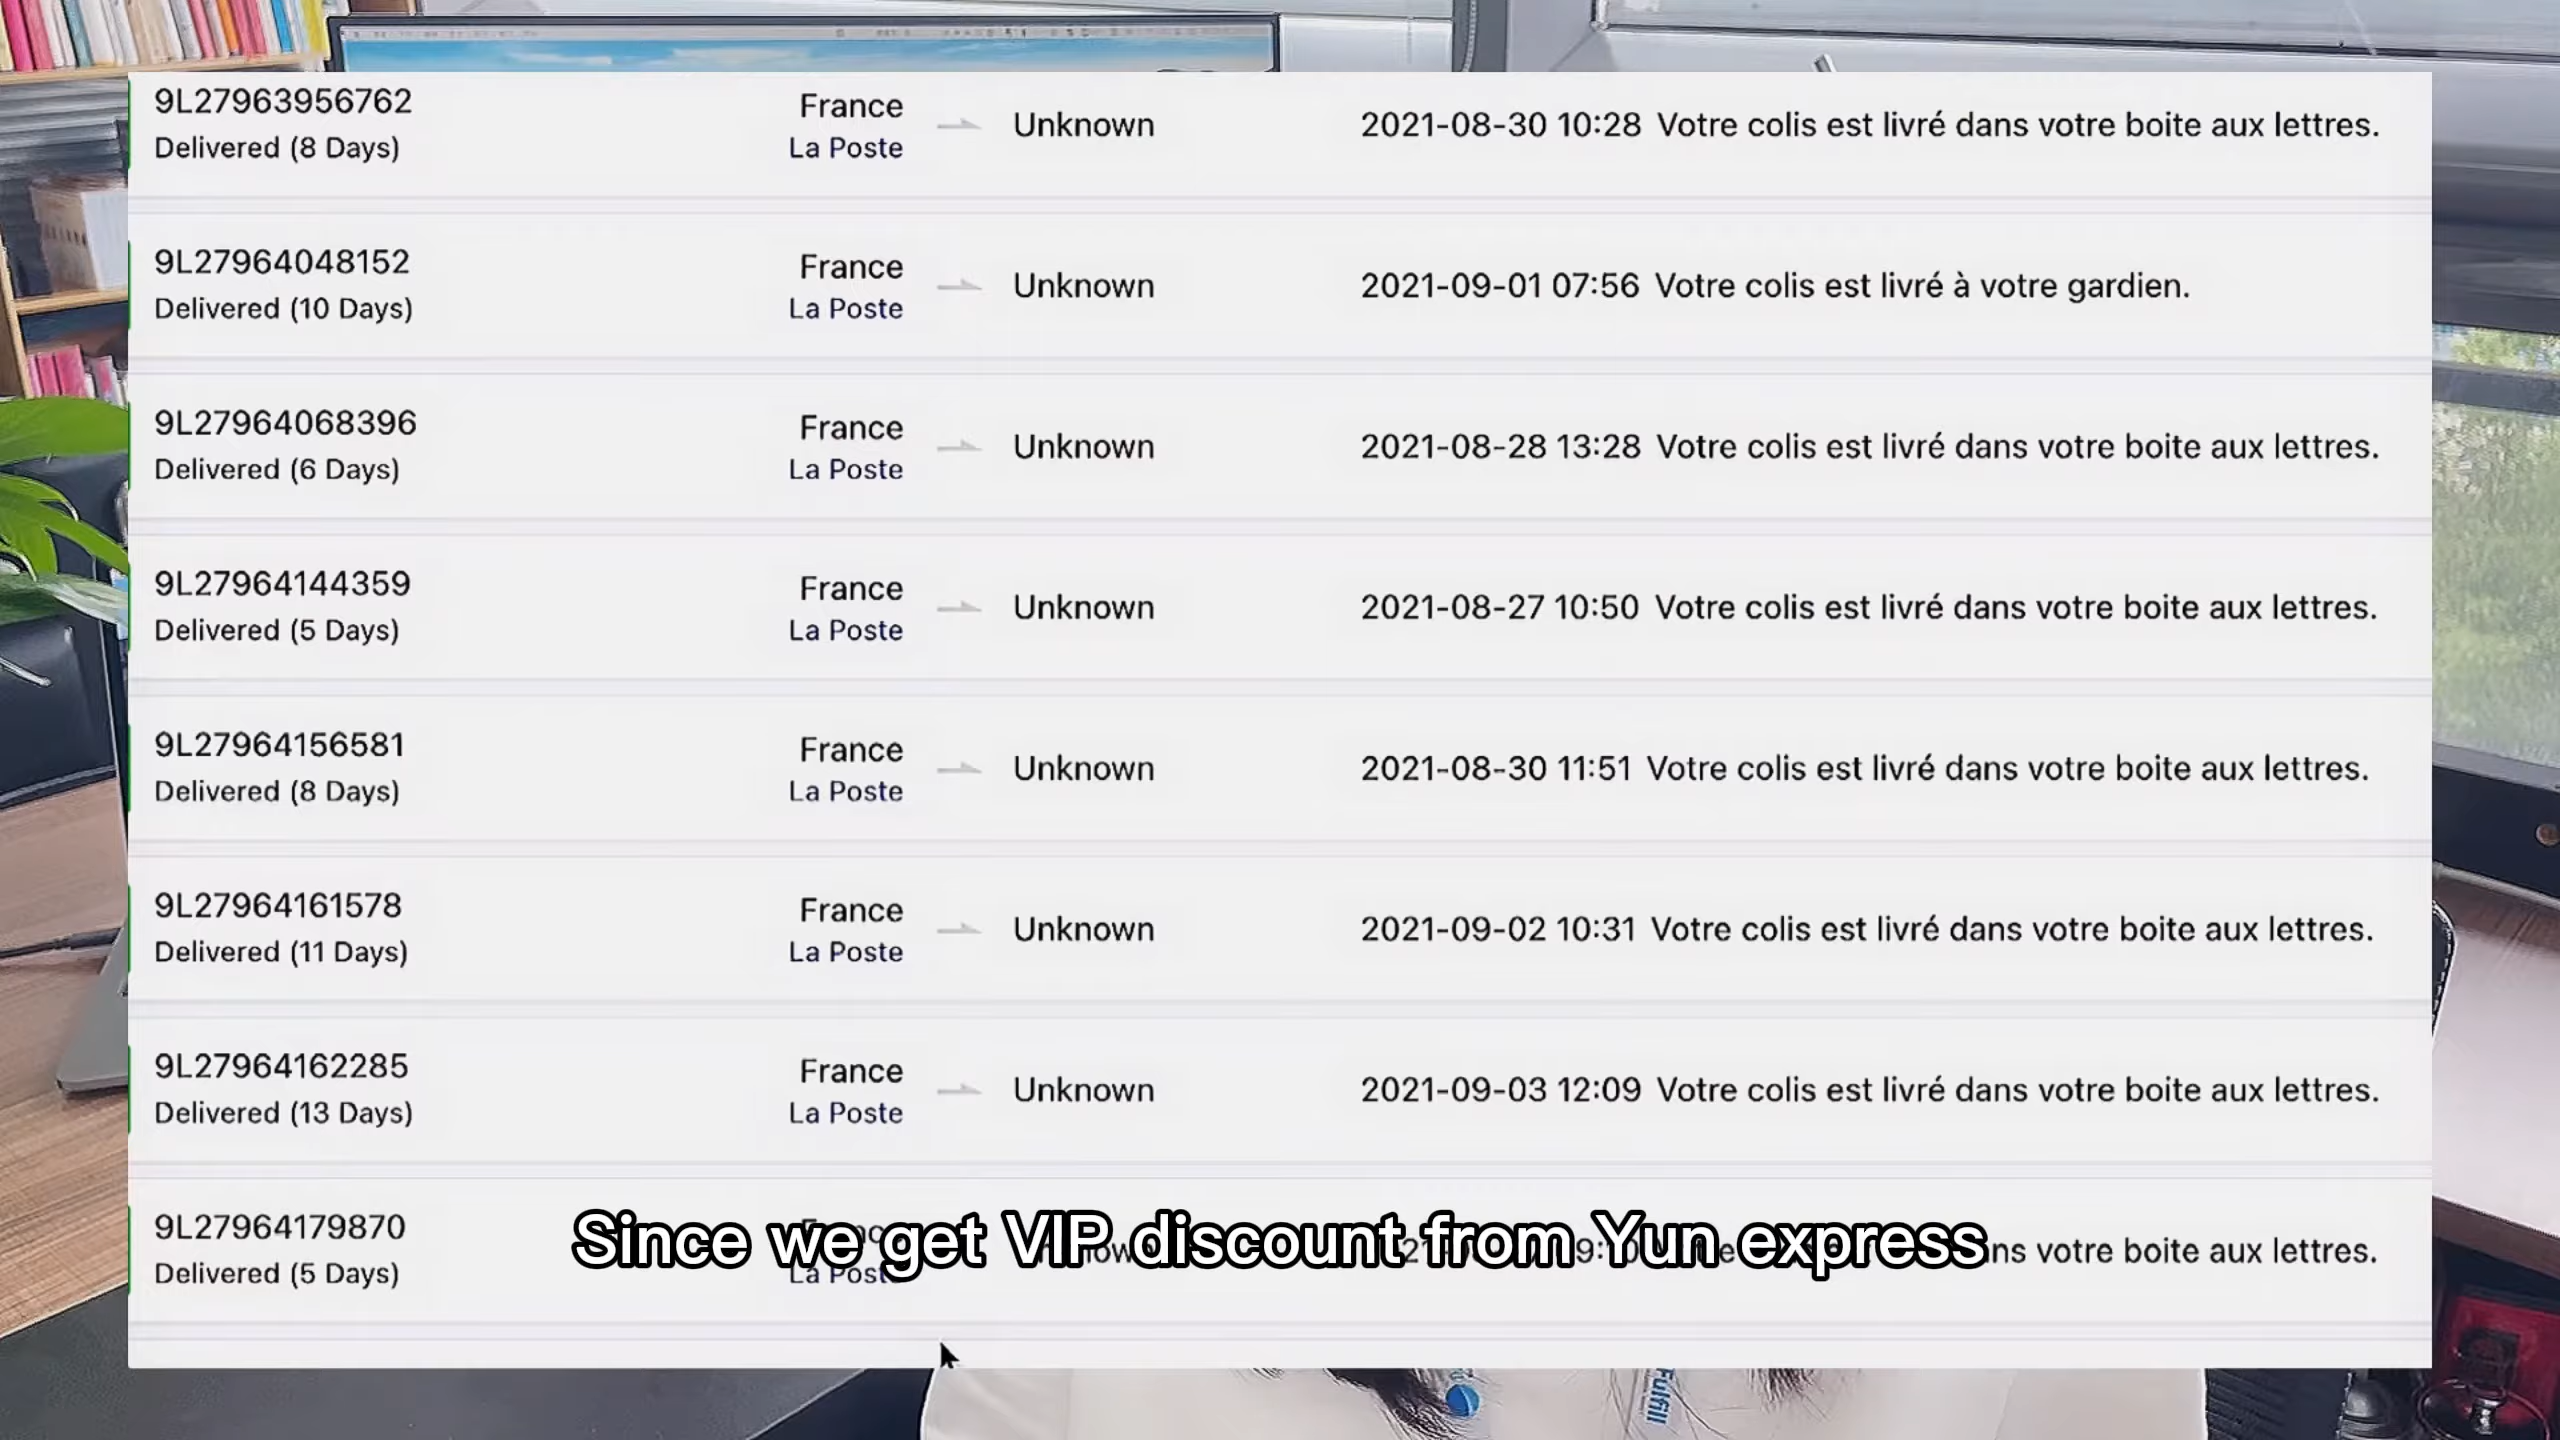 9L27963956762
Delivered (8 Days)
France
La Poste
Unknown
2021-08-30 10:28 Votre colis est livré dans votre boite aux lettres.
9L27964048152
Delivered (10 Days)
France
La Poste
Unknown
2021-09-01 07:56 Votre colis est livré à votre gardien.
9L27964068396
Delivered (6 Days)
France
La Poste
Unknown
2021-08-28 13:28 Votre colis est livré dans votre boite aux lettres.
9L27964144359
Delivered (5 Days)
France
La Poste
Unknown
2021-08-27 10:50 Votre colis est livré dans votre boite aux lettres.
9L27964156581
Delivered (8 Days)
France
La Poste
Unknown
2021-08-30 11:51 Votre colis est livré dans votre boite aux lettres.
9L27964161578
Delivered (11 Days)
France
La Poste
Unknown
2021-09-02 10:31 Votre colis est livré dans votre boite aux lettres.
9L27964162285
Delivered (13 Days)
France
La Poste
Unknown
2021-09-03 12:09 Votre colis est livré dans votre boite aux lettres.
9L27964179870
Delivered (5 Days)
La Poste
votre boite aux lettres.
Since we get VIP discount from Yun express
Fulfill